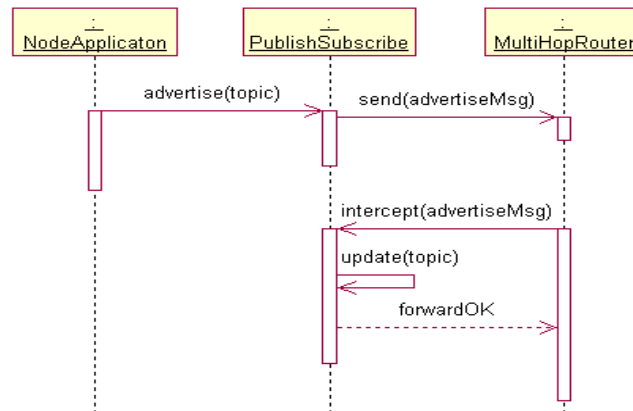 :
NodeApplicaton
:
PublishSubscribe
:
MultiHopRouter
advertise(topic)
send(advertiseMsg)
intercept(advertiseMsg)
update(topic)
forwardOK